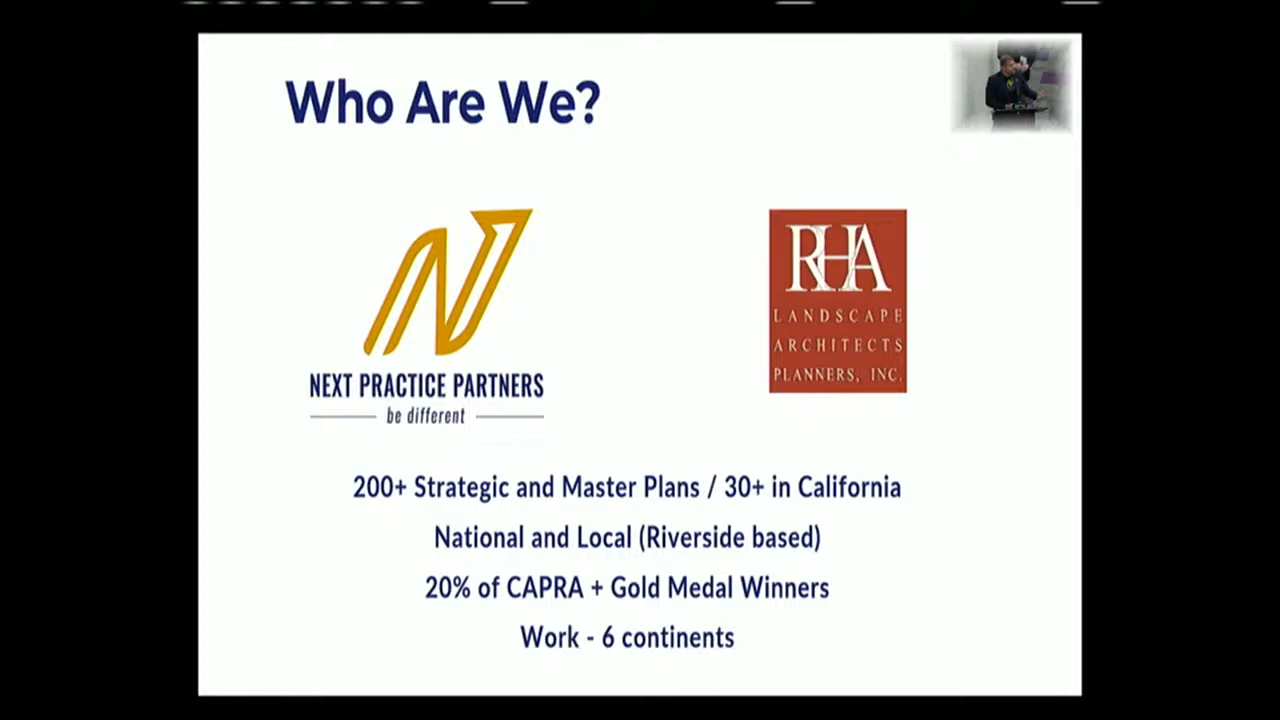 Who Are We?
NEXT PRACTICE PARTNERS
be different
RHA
LANDSCAPE
ARCHITECTS
PLANNERS, INC.
200+ Strategic and Master Plans / 30+ in California
National and Local (Riverside based)
20% of CAPRA + Gold Medal Winners
Work - 6 continents